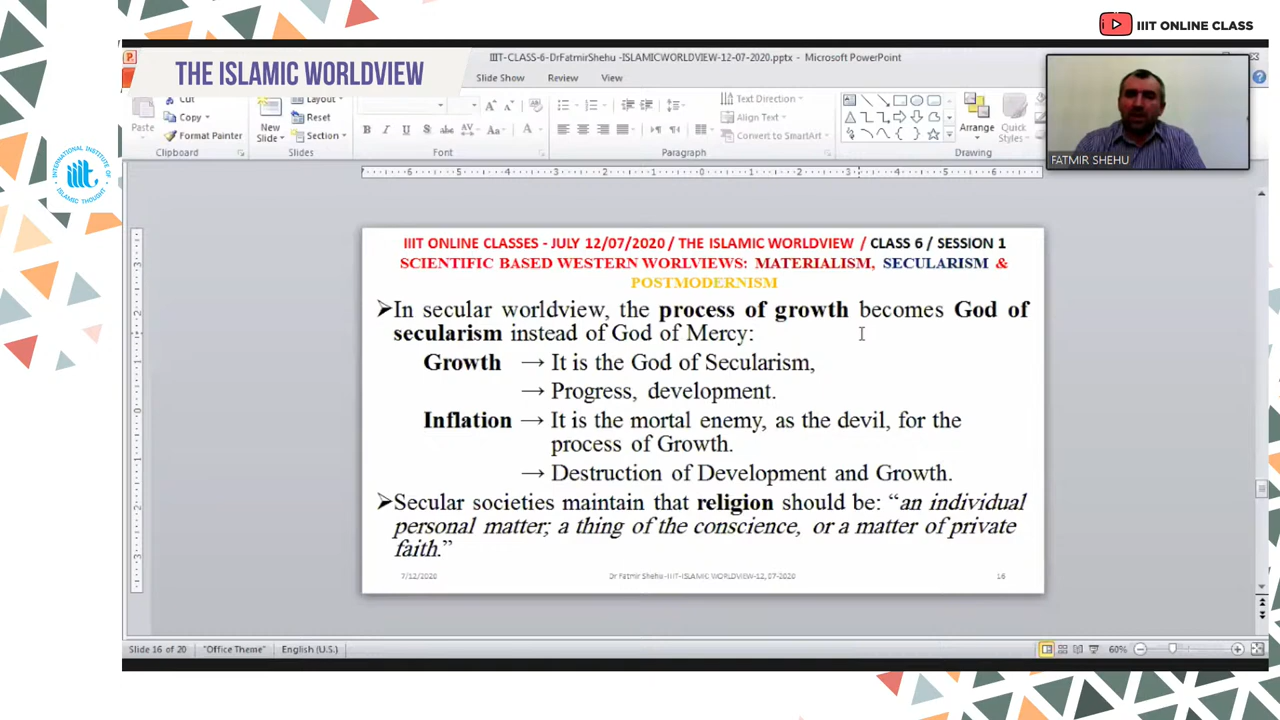 IIIT ONLINE CLASS
THE ISLAMIC WORLDVIEW
IIIT-CLASS-6-DrFatmirShehu -ISLAMICWORLDVIEW-12-07-2020.pptx - Microsoft PowerPoint
Slide Show Review View
Cut
Copy
Format Painter
Paste
Clipboard
New Slide
Layout
Reset
Section
Slides
Font
Text Direction
Align Text
Convert to SmartArt
Paragraph
Arrange
Quick Styles
Drawing
FATMIR SHEHU
INTERNATIONAL INSTITUTE OF ISLAMIC THOUGHT
iiit
IIIT ONLINE CLASSES - JULY 12/07/2020 / THE ISLAMIC WORLDVIEW / CLASS 6 / SESSION 1
SCIENTIFIC BASED WESTERN WORLVIEWS: MATERIALISM, SECULARISM &
POSTMODERNISM
➢In secular worldview, the process of growth becomes God of
secularism instead of God of Mercy:
Growth → It is the God of Secularism,
→ Progress, development.
Inflation → It is the mortal enemy, as the devil, for the
process of Growth.
→ Destruction of Development and Growth.
➢Secular societies maintain that religion should be: “an individual
personal matter; a thing of the conscience, or a matter of private
faith.”
7/12/2020 Dr Fatmir Shehu-IIIT-ISLAMIC WORLDVIEW-12, 07-2020 16
Slide 16 of 20 "Office Theme" English (U.S.) 60%